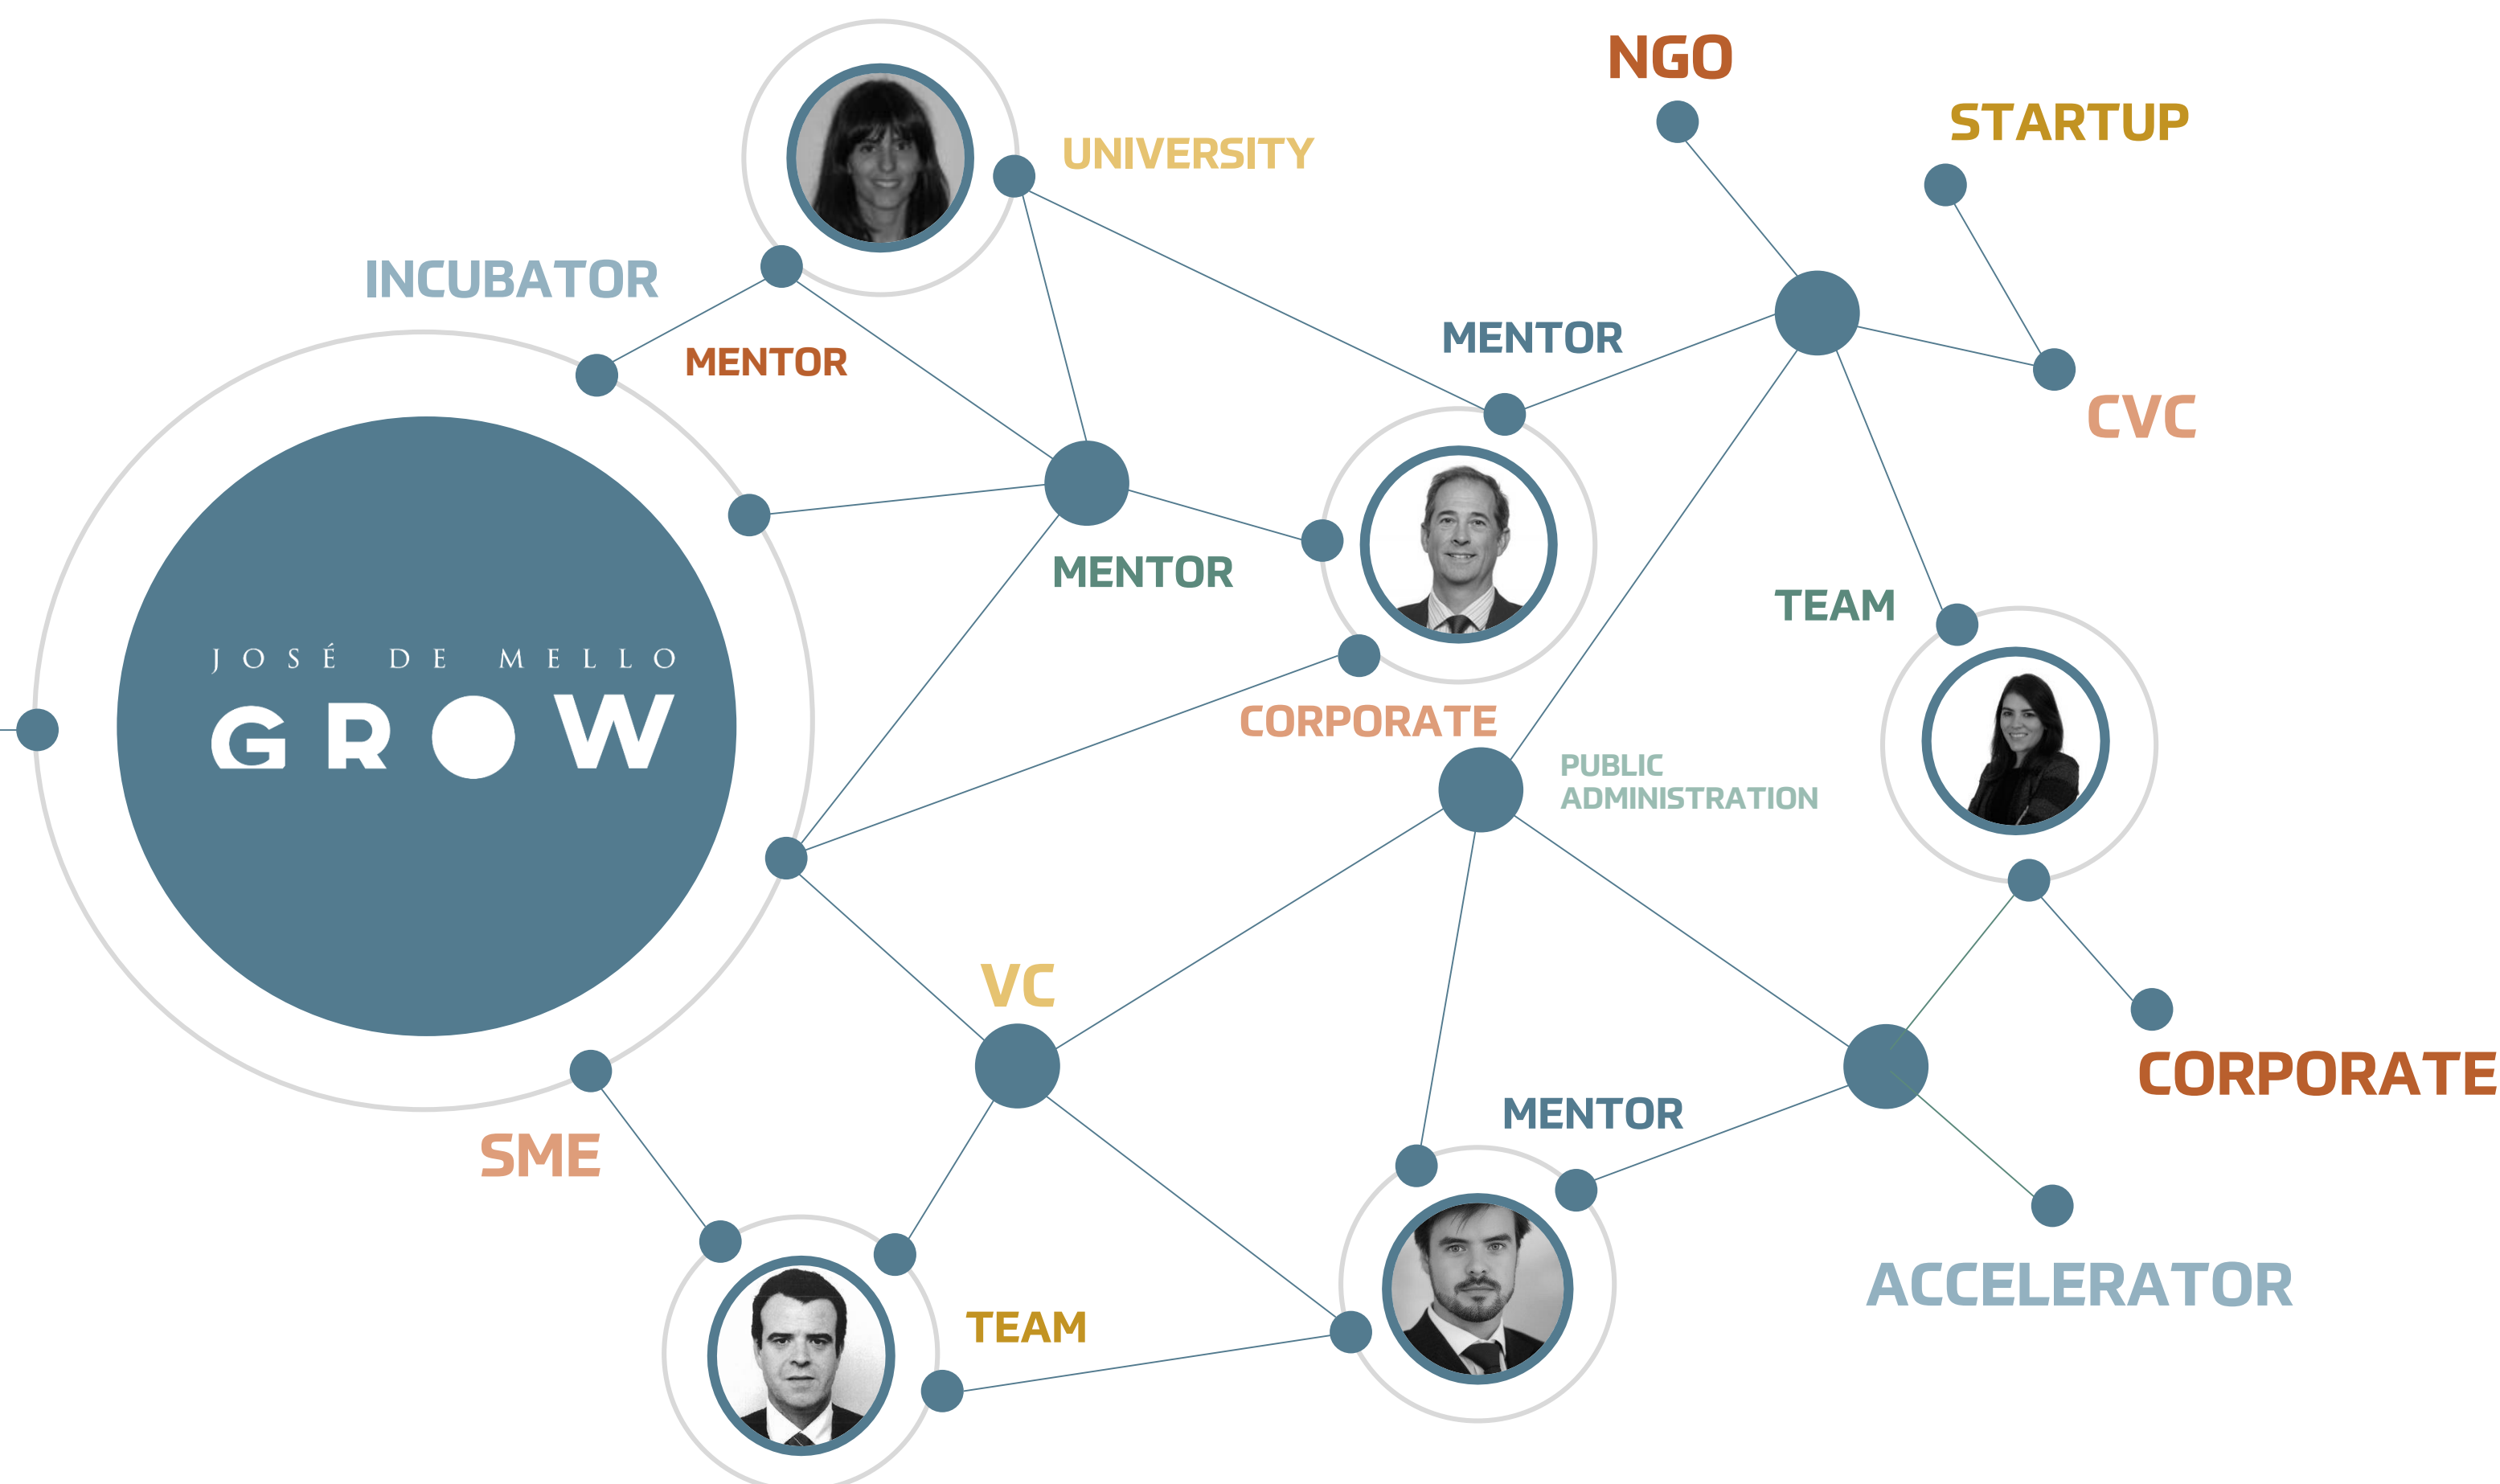 NGO
STARTUP
UNIVERSITY
INCUBATOR
MENTOR
MENTOR
CVC
MENTOR
TEAM
JOSÉ DE MELLO
GROW
CORPORATE
PUBLIC
ADMINISTRATION
VC
CORPORATE
MENTOR
SME
ACCELERATOR
TEAM